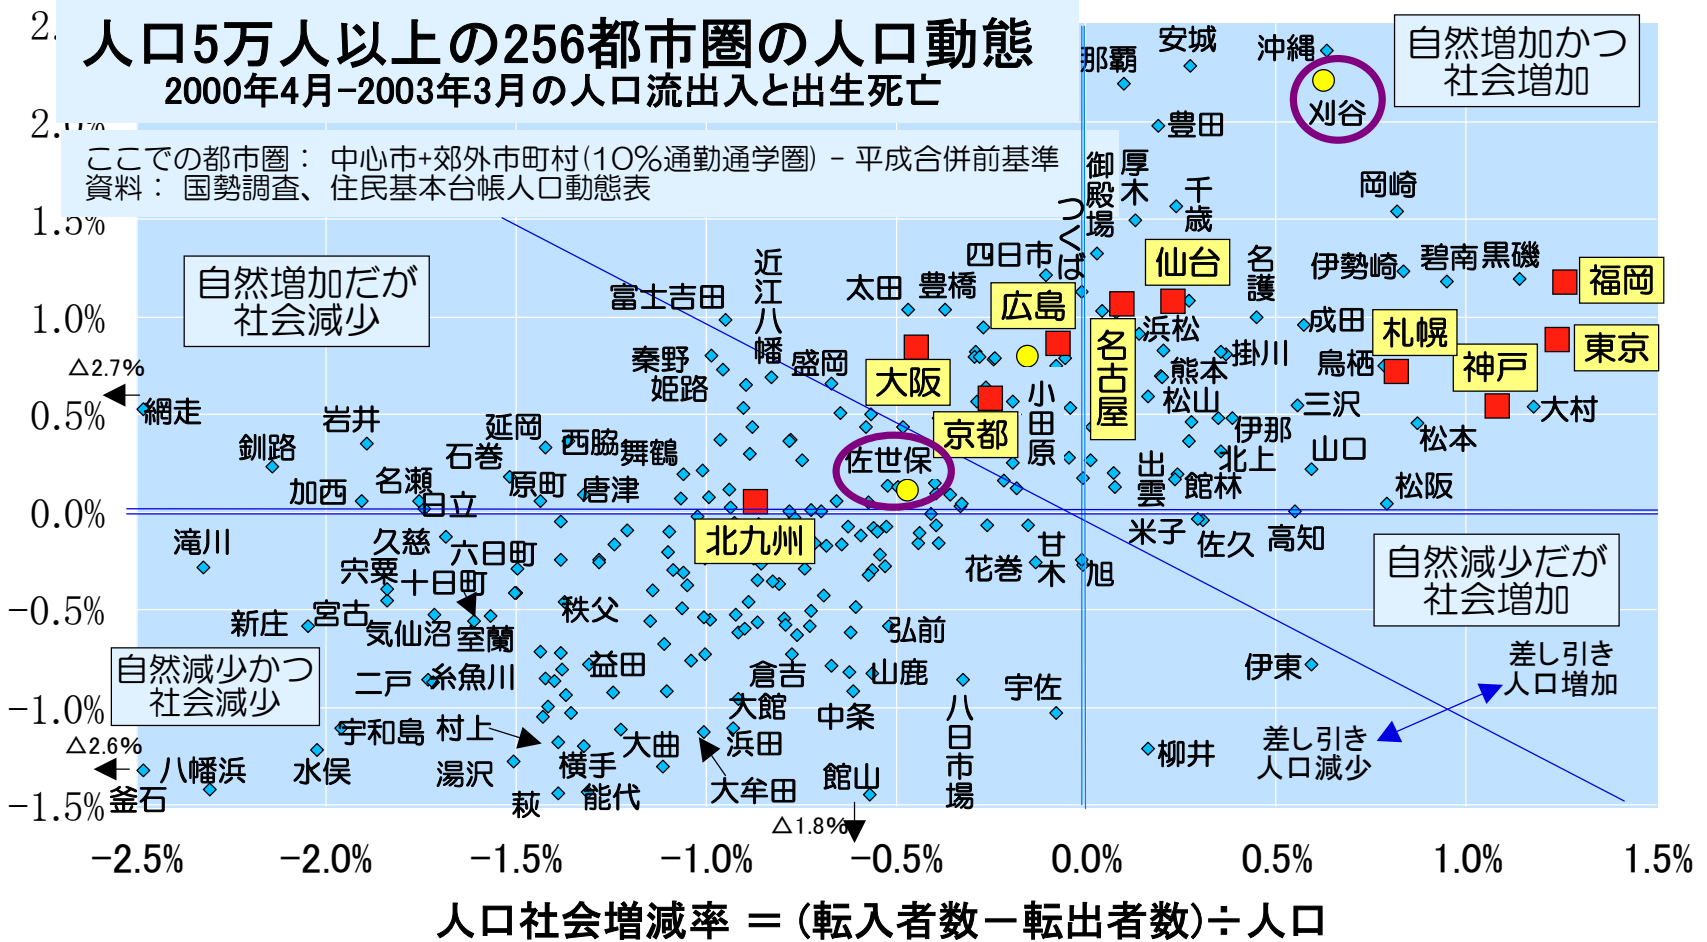 人口5万人以上の256都市圏の人口動態
2000年4月-2003年3月の人口流出入と出生死亡
ここでの都市圏： 中心市+郊外市町村(10%通勤通学圏) - 平成合併前基準
資料： 国勢調査、住民基本台帳人口動態表
自然増加かつ
社会増加
自然増加だが
社会減少
自然減少だが
社会増加
自然減少かつ
社会減少
2.0%
1.5%
1.0%
0.5%
0.0%
-0.5%
-1.0%
-1.5%
那覇
安城
沖縄
刈谷
豊田
御殿場
厚木
千歳
岡崎
つくば
四日市
仙台
名護
伊勢崎
碧南
黒磯
福岡
近江八幡
富士吉田
太田
豊橋
広島
浜松
成田
札幌
東京
名古屋
掛川
鳥栖
神戸
秦野
盛岡
姫路
大阪
熊本
小田原
松山
三沢
大村
△2.7%
網走
岩井
延岡
西脇
舞鶴
京都
伊那
松本
釧路
石巻
佐世保
北上
山口
加西
名瀬
原町
唐津
出雲
館林
松阪
日立
北九州
米子
佐久
高知
滝川
久慈
六日町
花巻
甘木
旭
宍粟
十日町
新庄
宮古
秩父
気仙沼
室蘭
弘前
伊東
差し引き
人口増加
二戸
糸魚川
益田
倉吉
山鹿
宇佐
宇和島
村上
大館
中条
八日市場
△2.6%
八幡浜
水俣
湯沢
横手
大曲
浜田
柳井
差し引き
人口減少
釜石
萩
能代
大牟田
館山
△1.8%
-2.5%
-2.0%
-1.5%
-1.0%
-0.5%
0.0%
0.5%
1.0%
1.5%
人口社会増減率 ＝(転入者数－転出者数)÷人口